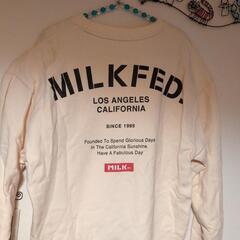 MILKFED.
LOS ANGELES
CALIFORNIA
SINCE 1995
Founded To Spend Glorious Days
In The California Sunshine
Have A Fabulous Day
MILK